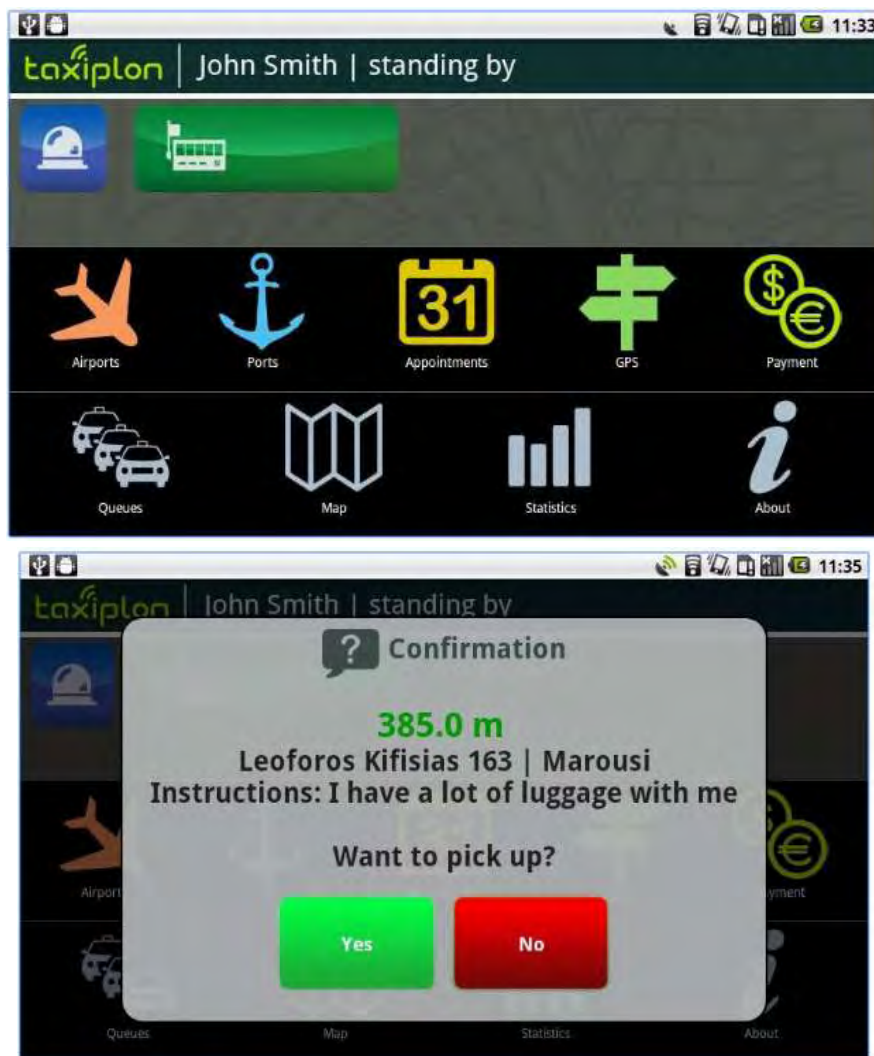 11:33
taxiplon | John Smith | standing by
31
$
€
Airports Ports Appointments GPS Payment
Queues Map Statistics About
11:35
taxiplon | John Smith | standing by
? Confirmation
385.0 m
Leoforos Kifisias 163 | Marousi
Instructions: I have a lot of luggage with me
Want to pick up?
€
Airport yment
Yes No
Queues Map Statistics About